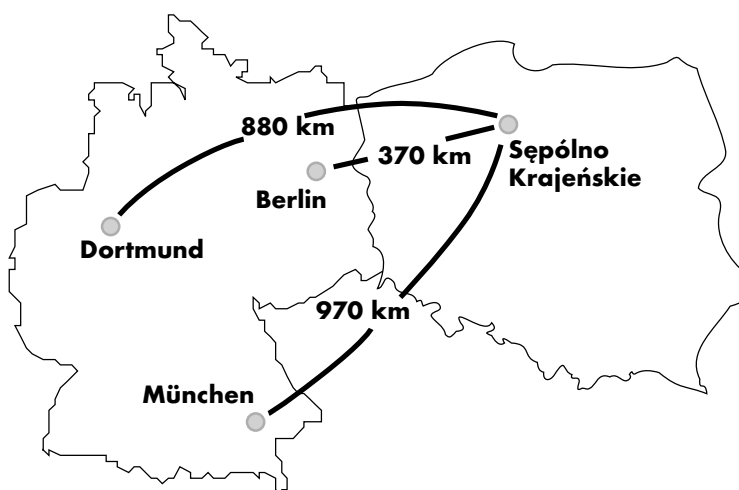 880 km
370 km
Sępólno
Krajeńskie
Berlin
Dortmund
970 km
München